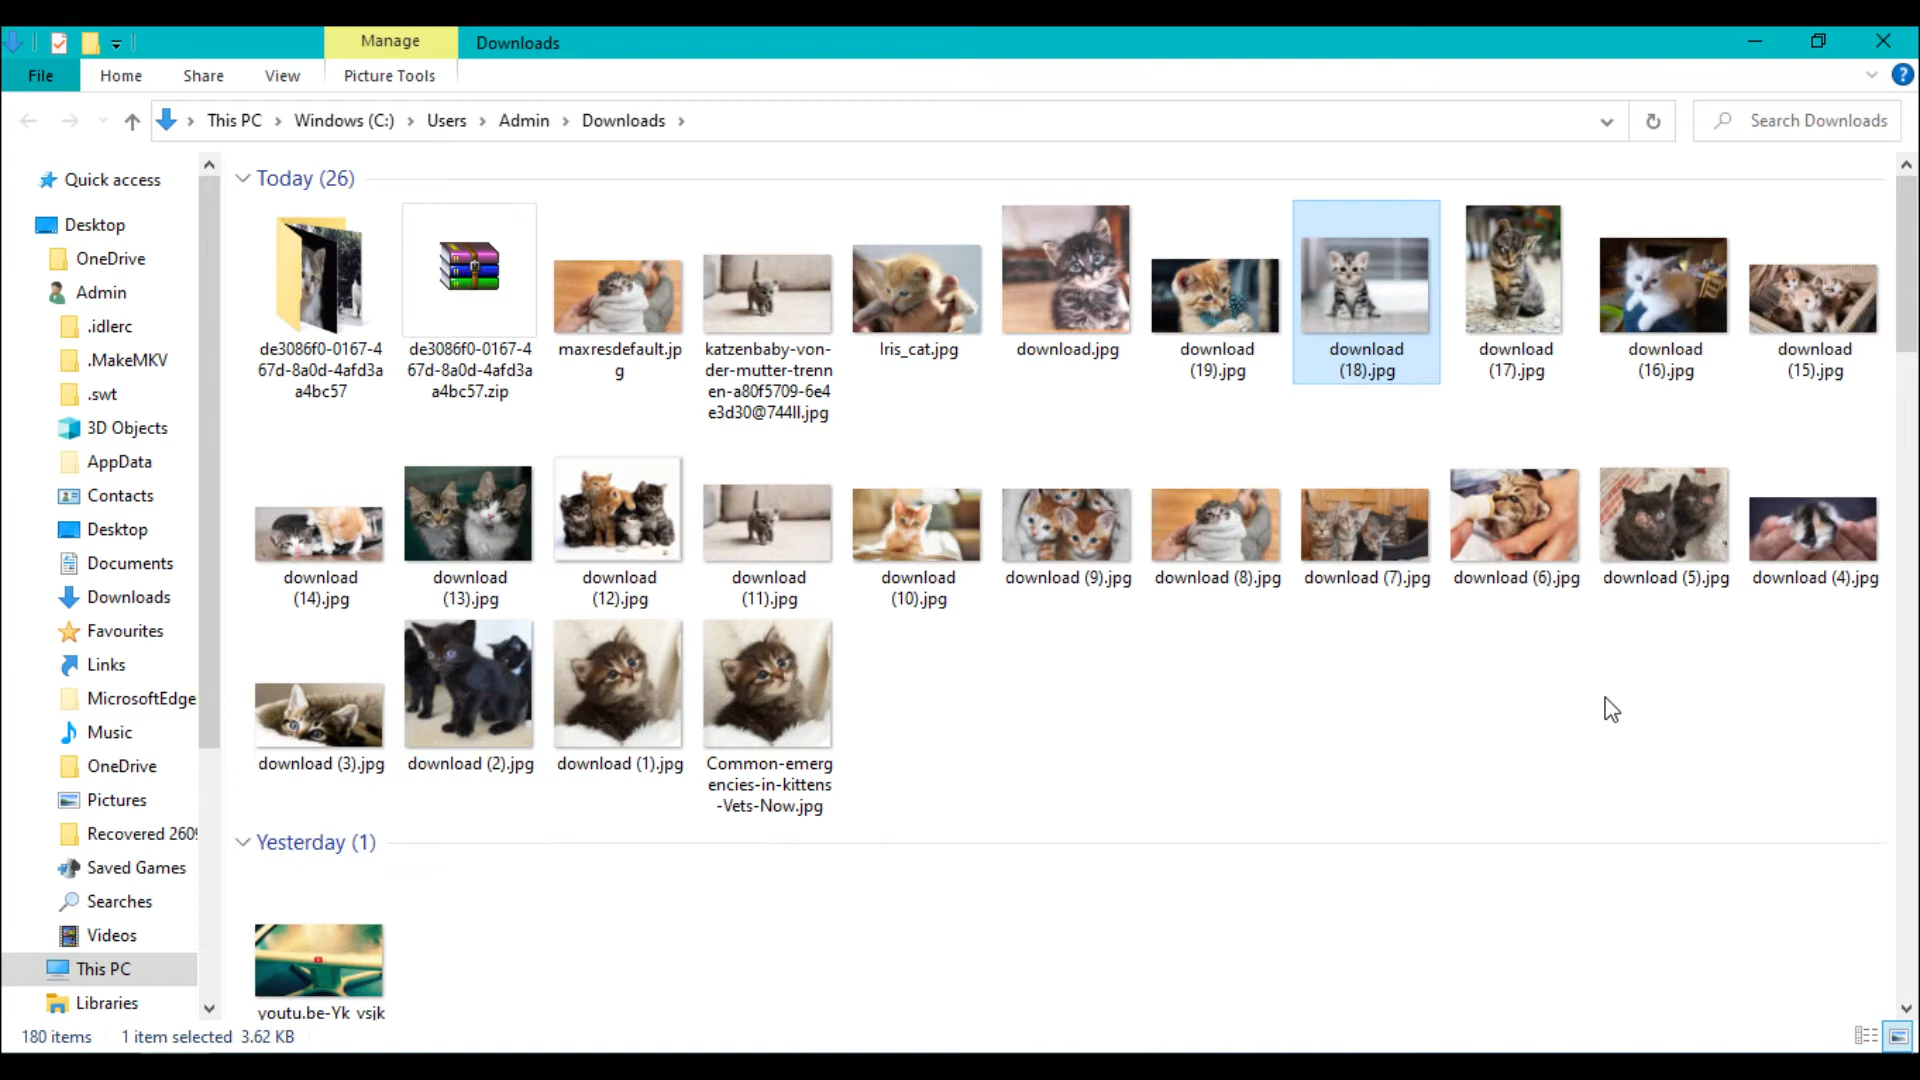 Manage
Downloads
File
Home
Share
View
Picture Tools
This PC
Windows (C:)
Users
Admin
Downloads
Search Downloads
Quick access
Desktop
OneDrive
Admin
.idlerc
.MakeMKV
.swt
3D Objects
AppData
Contacts
Desktop
Documents
Downloads
Favourites
Links
MicrosoftEdge
Music
OneDrive
Pictures
Recovered 2609
Saved Games
Searches
Videos
This PC
Libraries
Today (26)
de3086f0-0167-4
67d-8a0d-4afd3a
a4bc57
de3086f0-0167-4
67d-8a0d-4afd3a
a4bc57.zip
maxresdefault.jp
g
katzenbaby-von-
der-mutter-trenn
en-a80f5709-6e4
e3d30@744ll.jpg
Iris_cat.jpg
download.jpg
download
(19).jpg
download
(18).jpg
download
(17).jpg
download
(16).jpg
download
(15).jpg
download
(14).jpg
download
(13).jpg
download
(12).jpg
download
(11).jpg
download
(10).jpg
download (9).jpg
download (8).jpg
download (7).jpg
download (6).jpg
download (5).jpg
download (4).jpg
download (3).jpg
download (2).jpg
download (1).jpg
Common-emerg
encies-in-kittens
-Vets-Now.jpg
Yesterday (1)
youtu.be-Yk vsjk
180 items
1 item selected 3.62 KB